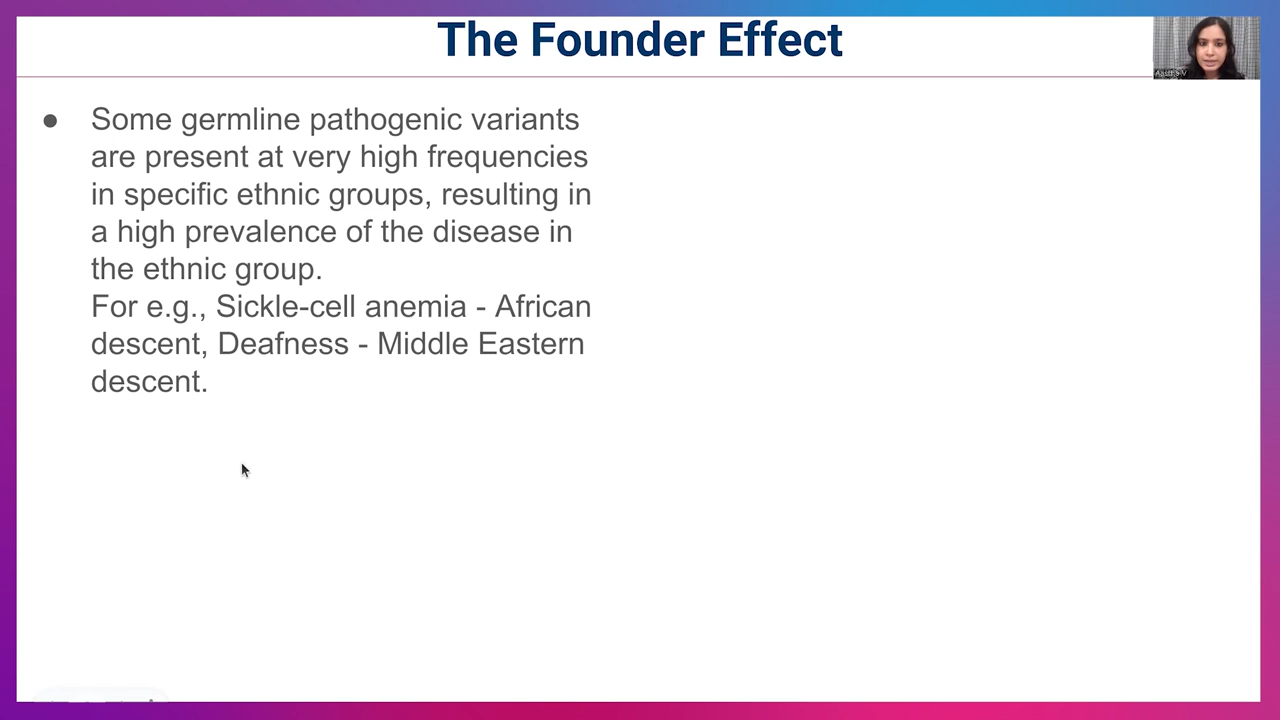 The Founder Effect
● Some germline pathogenic variants
are present at very high frequencies
in specific ethnic groups, resulting in
a high prevalence of the disease in
the ethnic group.
For e.g., Sickle-cell anemia - African
descent, Deafness - Middle Eastern
descent.